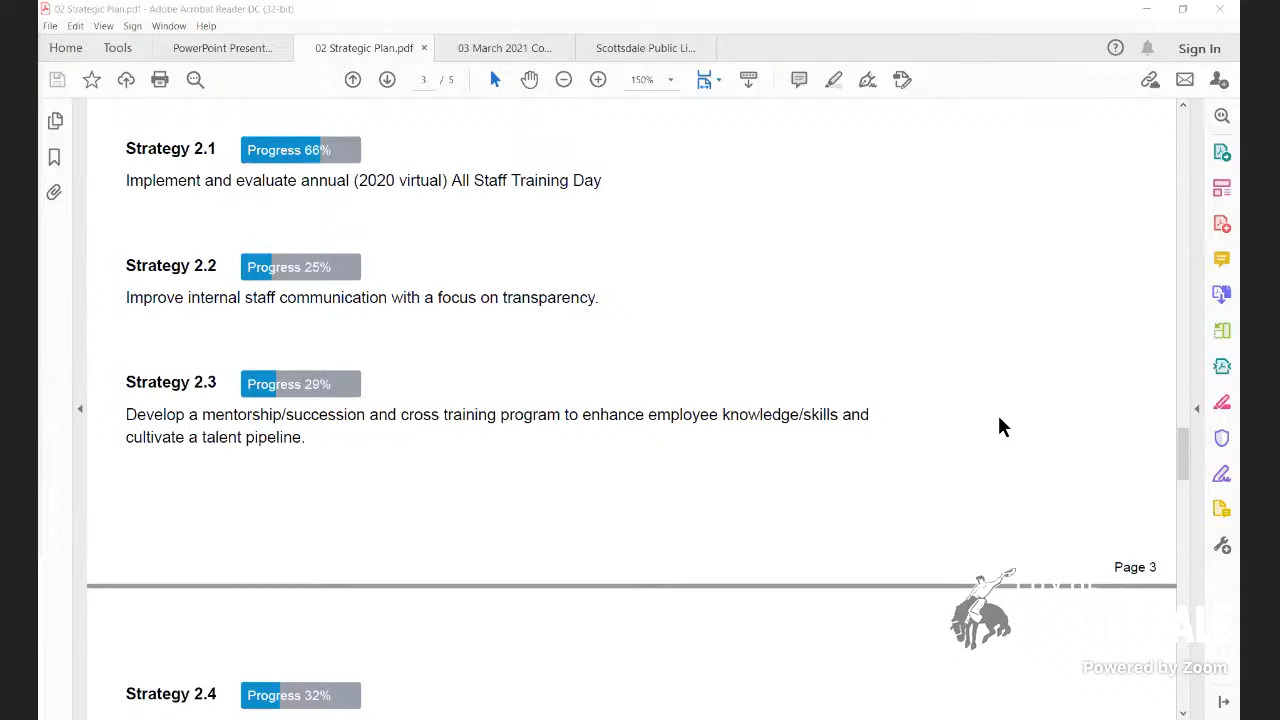 02 Strategic Plan.pdf - Adobe Acrobat Reader DC (32-bit)
File Edit View Sign Window Help
Home Tools PowerPoint Present... 02 Strategic Plan.pdf × 03 March 2021 Co... Scottsdale Public Li... Sign In
3 / 5 150%
Strategy 2.1 Progress 66%
Implement and evaluate annual (2020 virtual) All Staff Training Day
Strategy 2.2 Progress 25%
Improve internal staff communication with a focus on transparency.
Strategy 2.3 Progress 29%
Develop a mentorship/succession and cross training program to enhance employee knowledge/skills and
cultivate a talent pipeline.
Page 3
Powered by Zoom
Strategy 2.4 Progress 32%